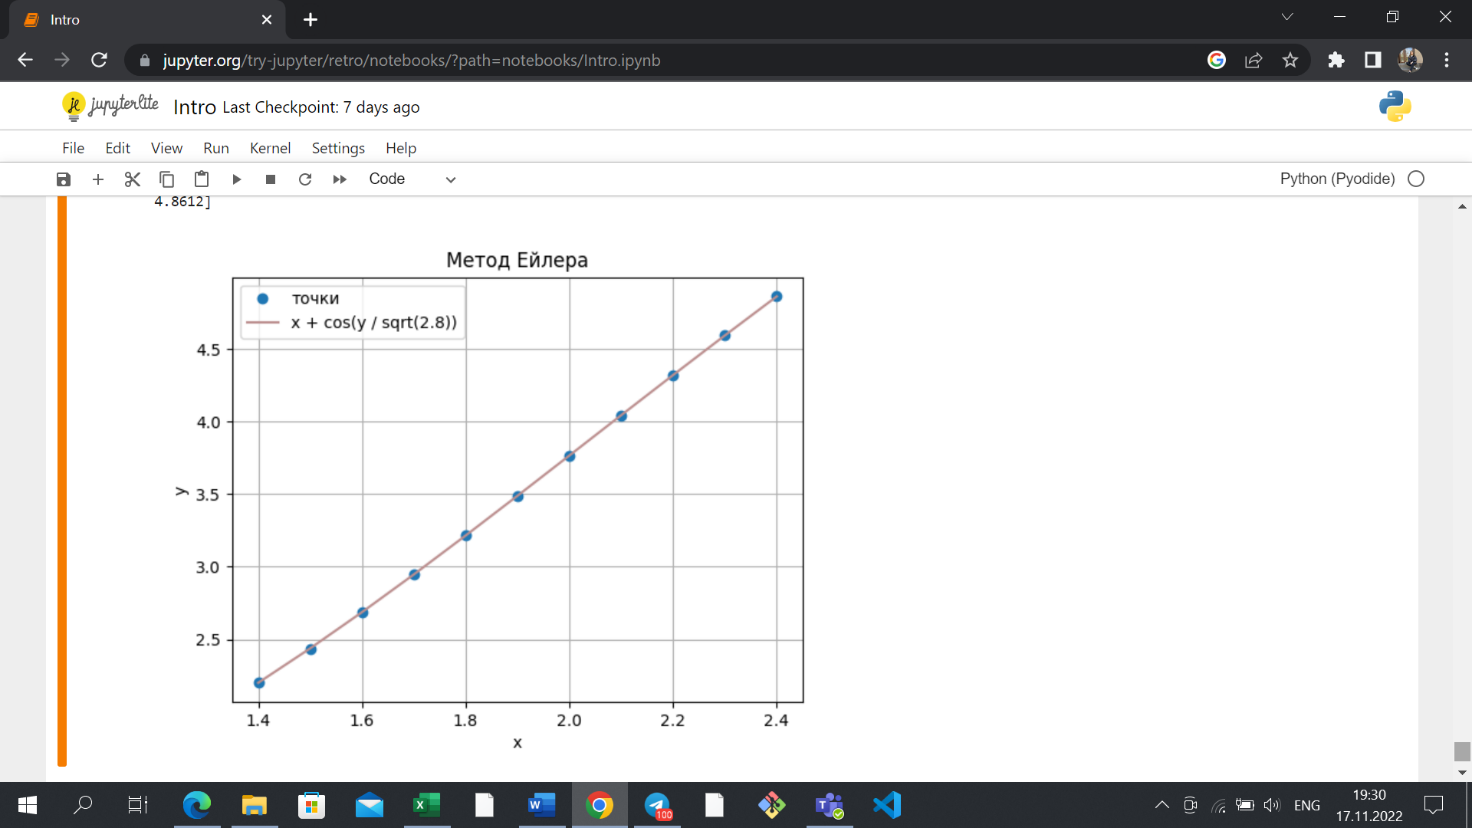 Intro
jupyter.org/try-jupyter/retro/notebooks/?path=notebooks/Intro.ipynb
jupyterlite Intro Last Checkpoint: 7 days ago
File Edit View Run Kernel Settings Help
Code Python (Pyodide)
4.8612]
Метод Ейлера
точки
x + cos(y / sqrt(2.8))
4.5
4.0
3.5
3.0
2.5
y
1.4 1.6 1.8 2.0 2.2 2.4
x
100
ENG
19:30
17.11.2022